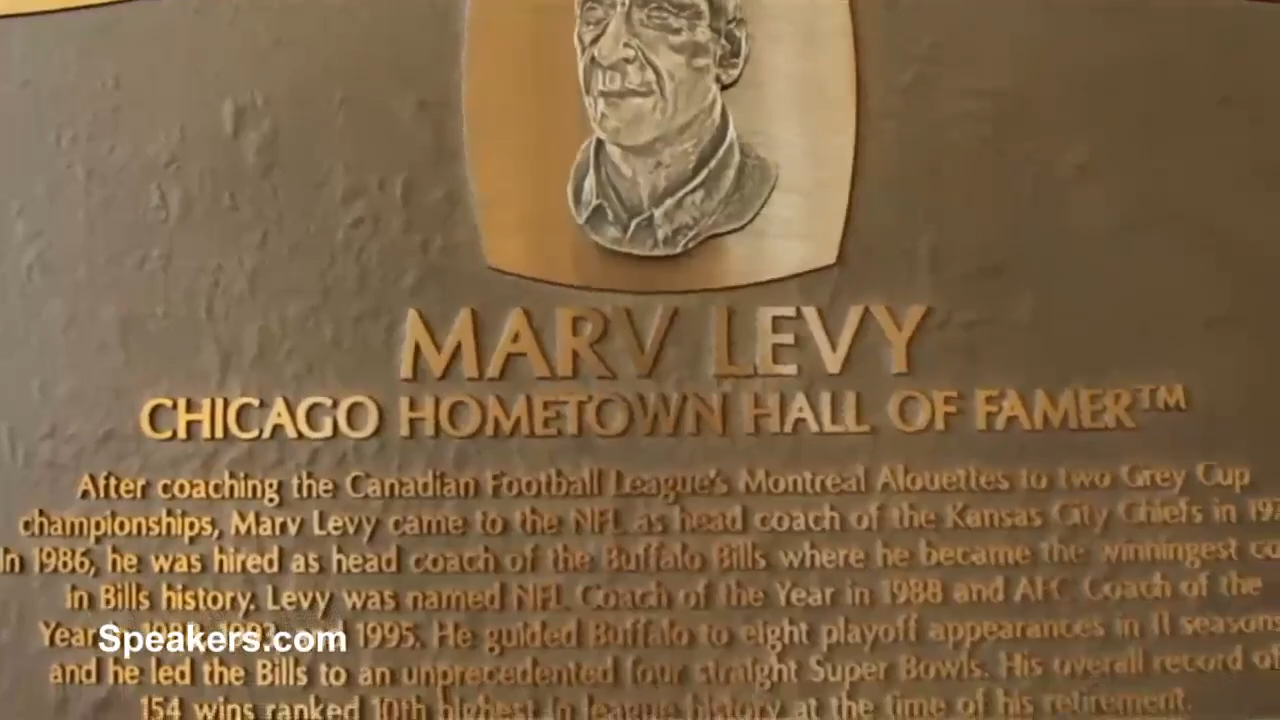 MARV LEVY
CHICAGO HOMETOWN HALL OF FAMER™
After coaching the Canadian Football League's Montreal Alouettes to two Grey Cup
championships, Marv Levy came to the NFL as head coach of the Kansas City Chiefs in 197
In 1986, he was hired as head coach of the Buffalo Bills where he became the winningest co
in Bills history. Levy was named NFL Coach of the Year in 1988 and AFC Coach of the
Year 1995. He guided Buffalo to eight playoff appearances in 11 seasons
and he led the Bills to an unprecedented four straight Super Bowls. His overall record of
154 wins ranked 10th highest in league history at the time of his retirement.
Speakers.com